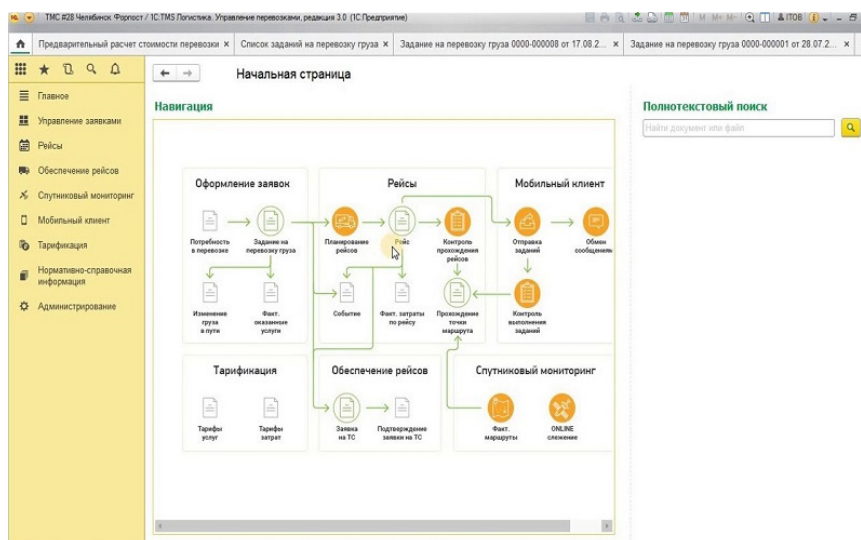 ТМС #28 Челябинск. Форпост / 1С:TMS Логистика. Управление перевозками, редакция 3.0 (1С:Предприятие)
M M+ M- ITOB
Предварительный расчет стоимости перевозки × Список заданий на перевозку груза × Задание на перевозку груза 0000-000008 от 17.08.2... × Задание на перевозку груза 0000-000001 от 28.07.2... ×
Начальная страница
Главное
Управление заявками
Рейсы
Обеспечение рейсов
Спутниковый мониторинг
Мобильный клиент
Тарификация
Нормативно-справочная
информация
Администрирование
Навигация
Оформление заявок
Потребность
в перевозке
Задание на
перевозку груза
Изменение
груза
в пути
Факт.
оказанные
услуги
Рейсы
Планирование
рейсов
Рейс
Контроль
прохождения
рейсов
Событие
Факт. затраты
по рейсу
Прохождение
точки
маршрута
Мобильный клиент
Отправка
заданий
Обмен
сообщениями
Контроль
выполнения
заданий
Тарификация
Тарифы
услуг
Тарифы
затрат
Обеспечение рейсов
Заявка
на ТС
Подтверждение
заявки на ТС
Спутниковый мониторинг
Факт.
маршруты
ONLINE
слежение
Полнотекстовый поиск
Найти документ или файл